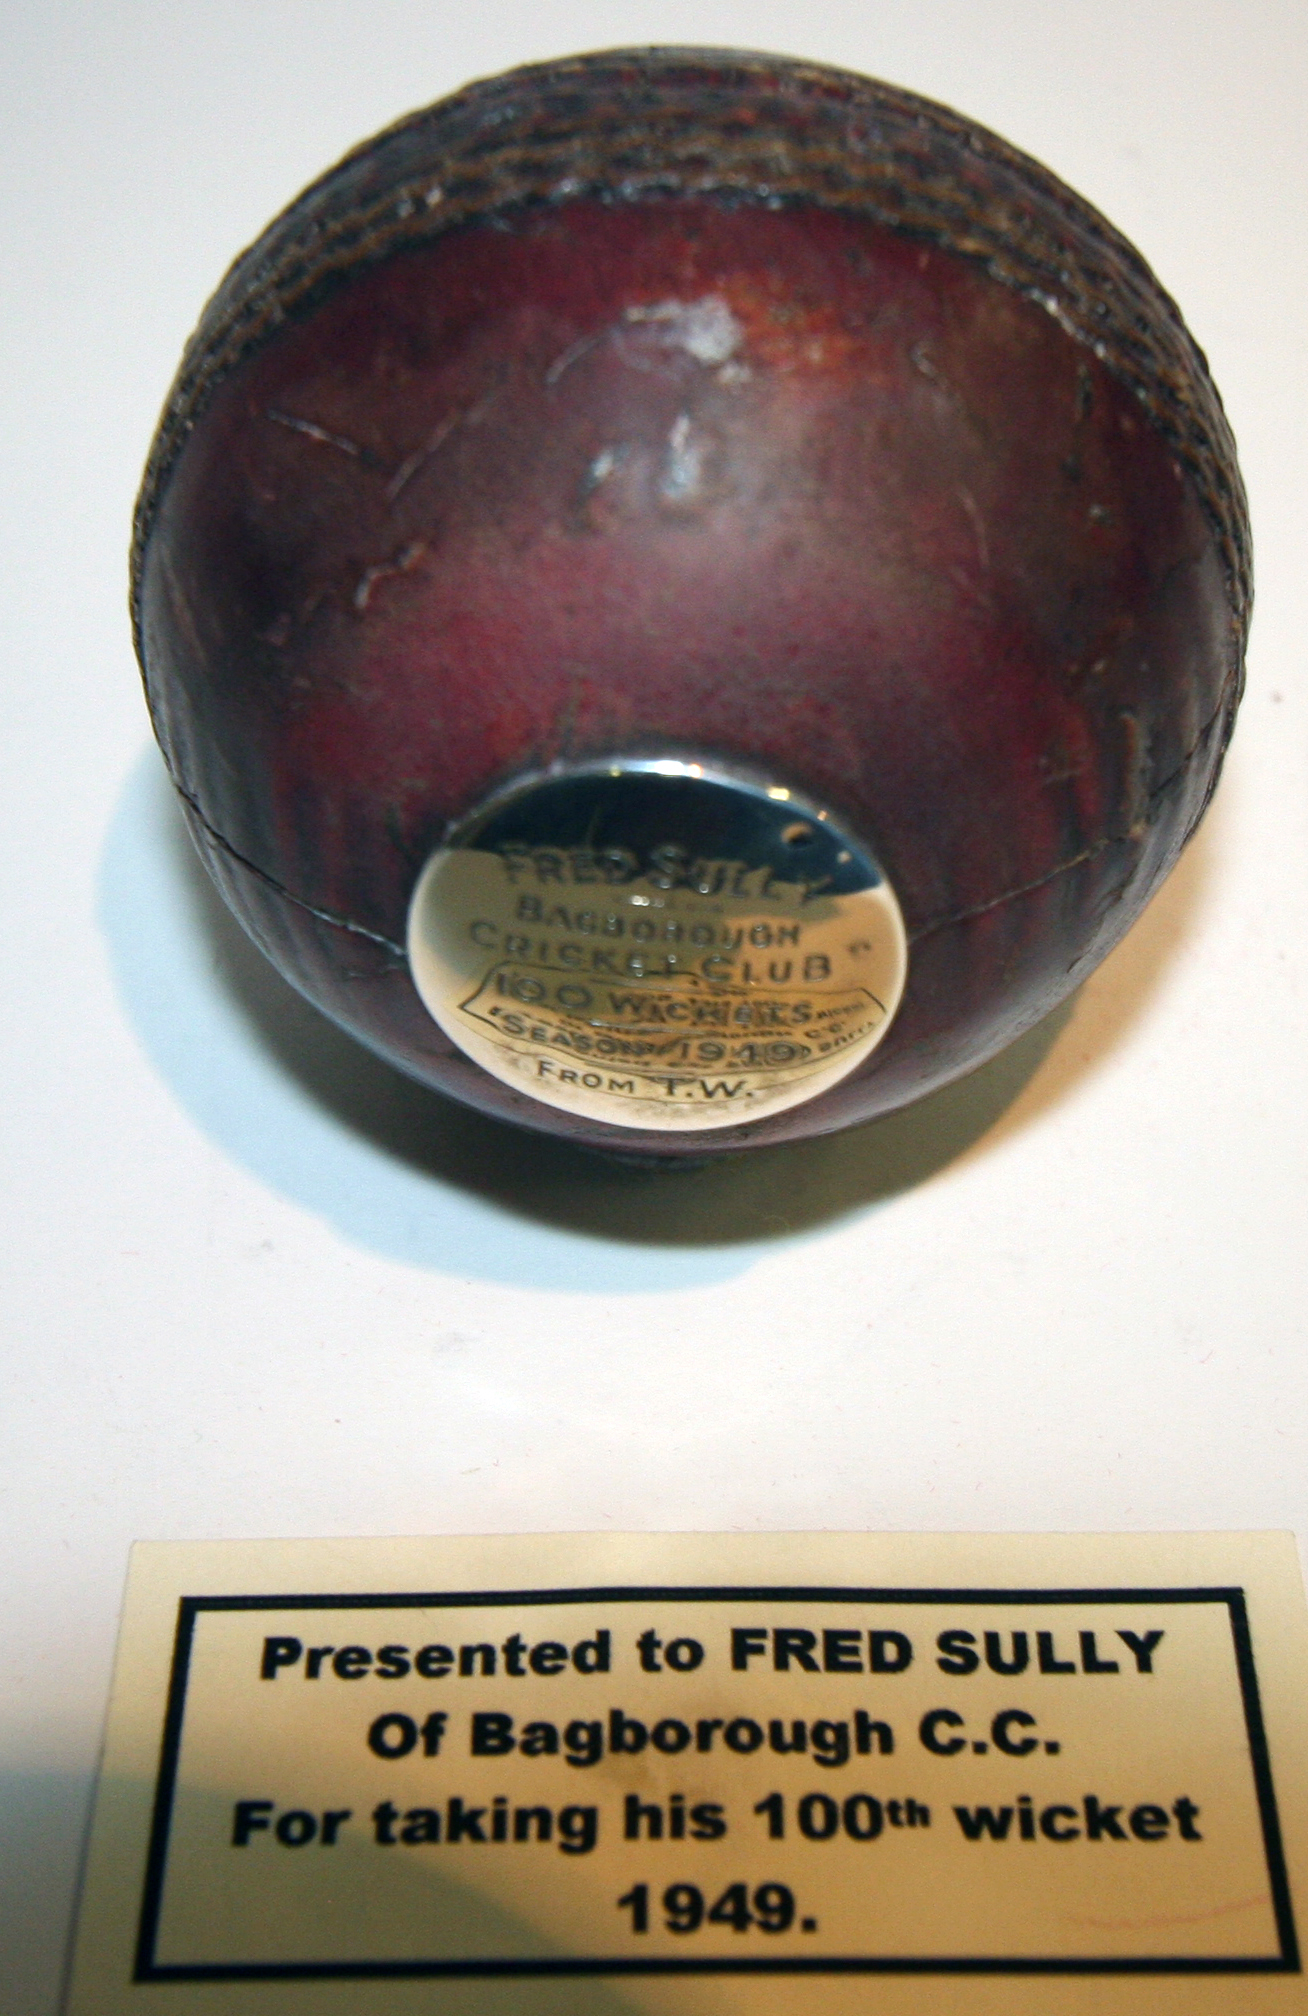 FRED SULLY
BAGBOROUGH
CRICKET CLUB
100 WICKETS
SEASON 1949
FROM T.W.
Presented to FRED SULLY
Of Bagborough C.C.
For taking his 100th wicket
1949.